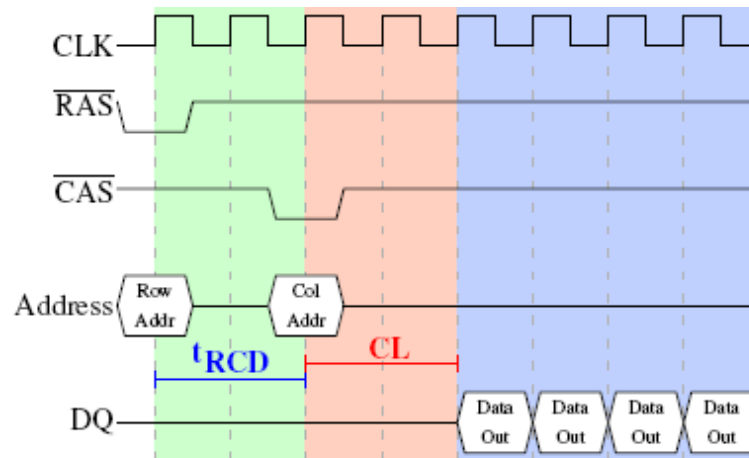 CLK
RAS
CAS
Address
Row
Addr
Col
Addr
tRCD
CL
DQ
Data
Out
Data
Out
Data
Out
Data
Out